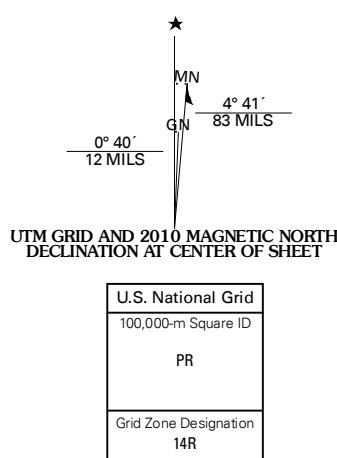 MN
4° 41´
83 MILS
GN
0° 40´
12 MILS
UTM GRID AND 2010 MAGNETIC NORTH
DECLINATION AT CENTER OF SHEET
U.S. National Grid
100,000-m Square ID
PR
Grid Zone Designation
14R